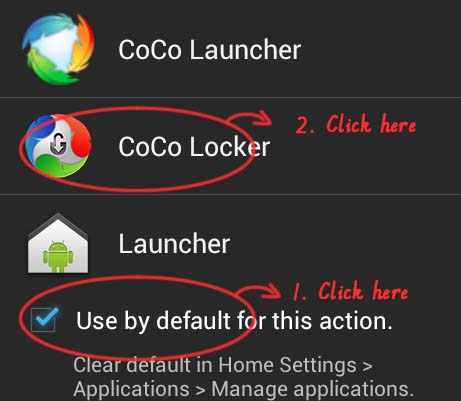 CoCo Launcher
CoCo Locker
2. Click here
Launcher
1. Click here
Use by default for this action.
Clear default in Home Settings >
Applications > Manage applications.